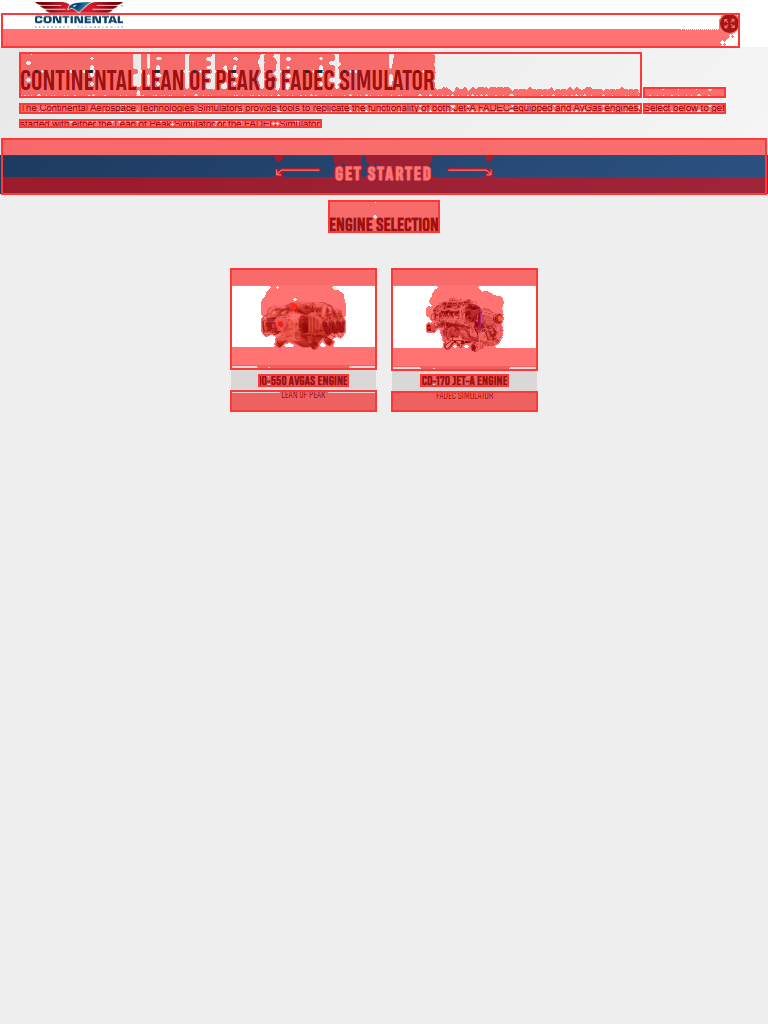 CONTINENTAL
AEROSPACE TECHNOLOGIES
CONTINENTAL LEAN OF PEAK & FADEC SIMULATOR
The Continental Aerospace Technologies Simulators provide tools to replicate the functionality of both Jet-A FADEC-equipped and AvGas engines. Select below to get
started with either the Lean of Peak Simulator or the FADEC Simulator.
GET STARTED
ENGINE SELECTION
IO-550 AVGAS ENGINE
LEAN OF PEAK
CD-170 JET-A ENGINE
FADEC SIMULATOR